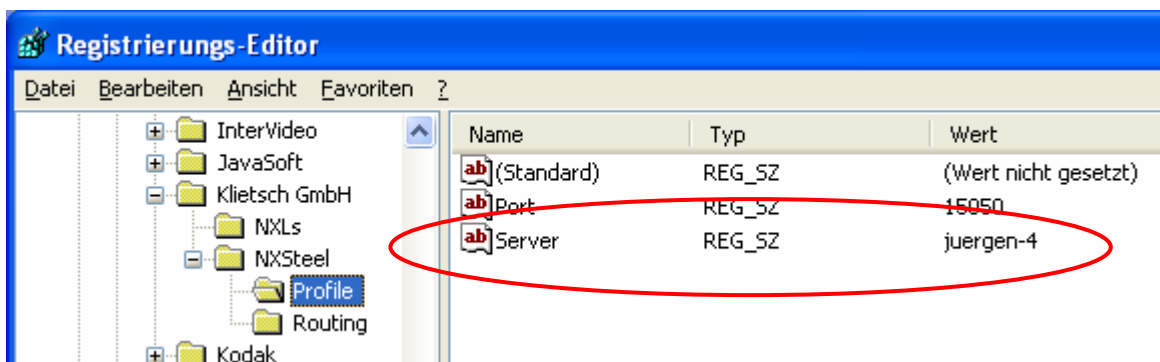 Registrierungs-Editor
Datei Bearbeiten Ansicht Favoriten ?
InterVideo
JavaSoft
Klietsch GmbH
NXLs
NXSteel
Profile
Routing
Kodak
Name Typ Wert
(Standard) REG_SZ (Wert nicht gesetzt)
Port REG_SZ 15050
Server REG_SZ juergen-4